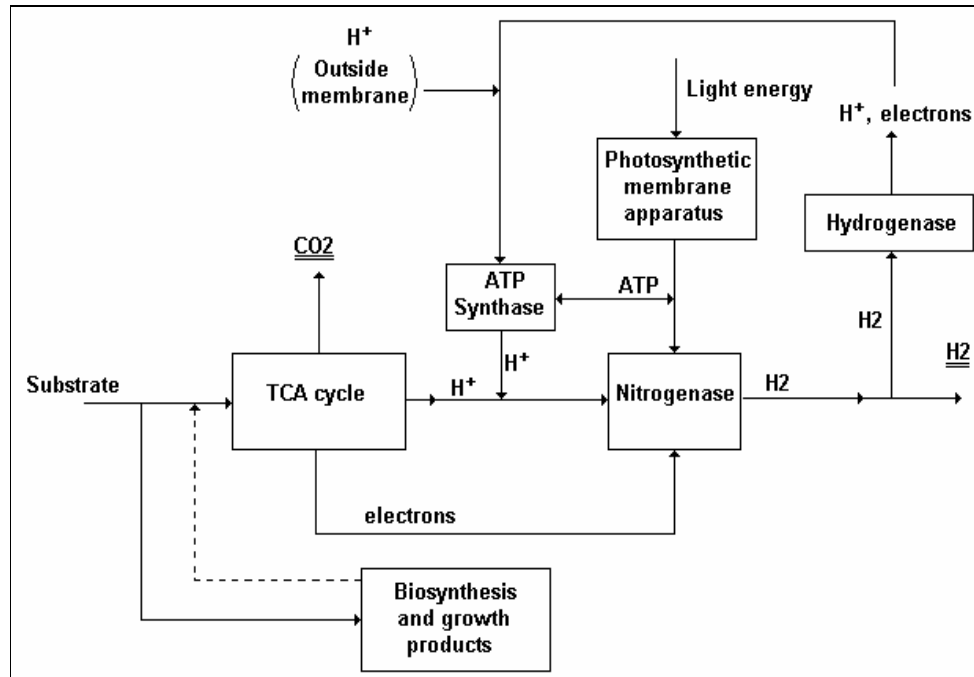 H+
Outside
membrane
Light energy
H+, electrons
Photosynthetic
membrane
apparatus
Hydrogenase
CO2
ATP
Synthase
ATP
H2
H2
H+
Substrate
TCA cycle
H+
Nitrogenase
H2
electrons
Biosynthesis
and growth
products